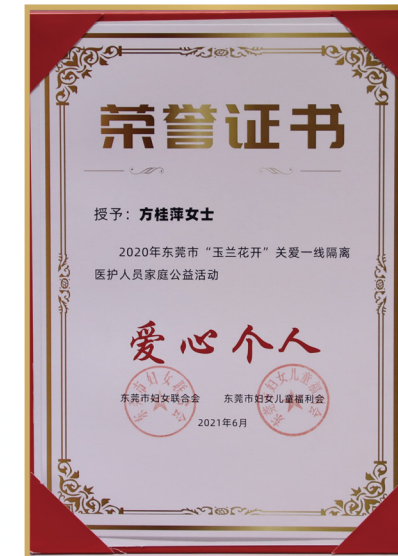 荣誉证书
授予：方桂萍女士
2020年东莞市“玉兰花开”关爱一线隔离
医护人员家庭公益活动
爱心个人
东莞市妇女联合会 东莞市妇女儿童福利会
2021年6月